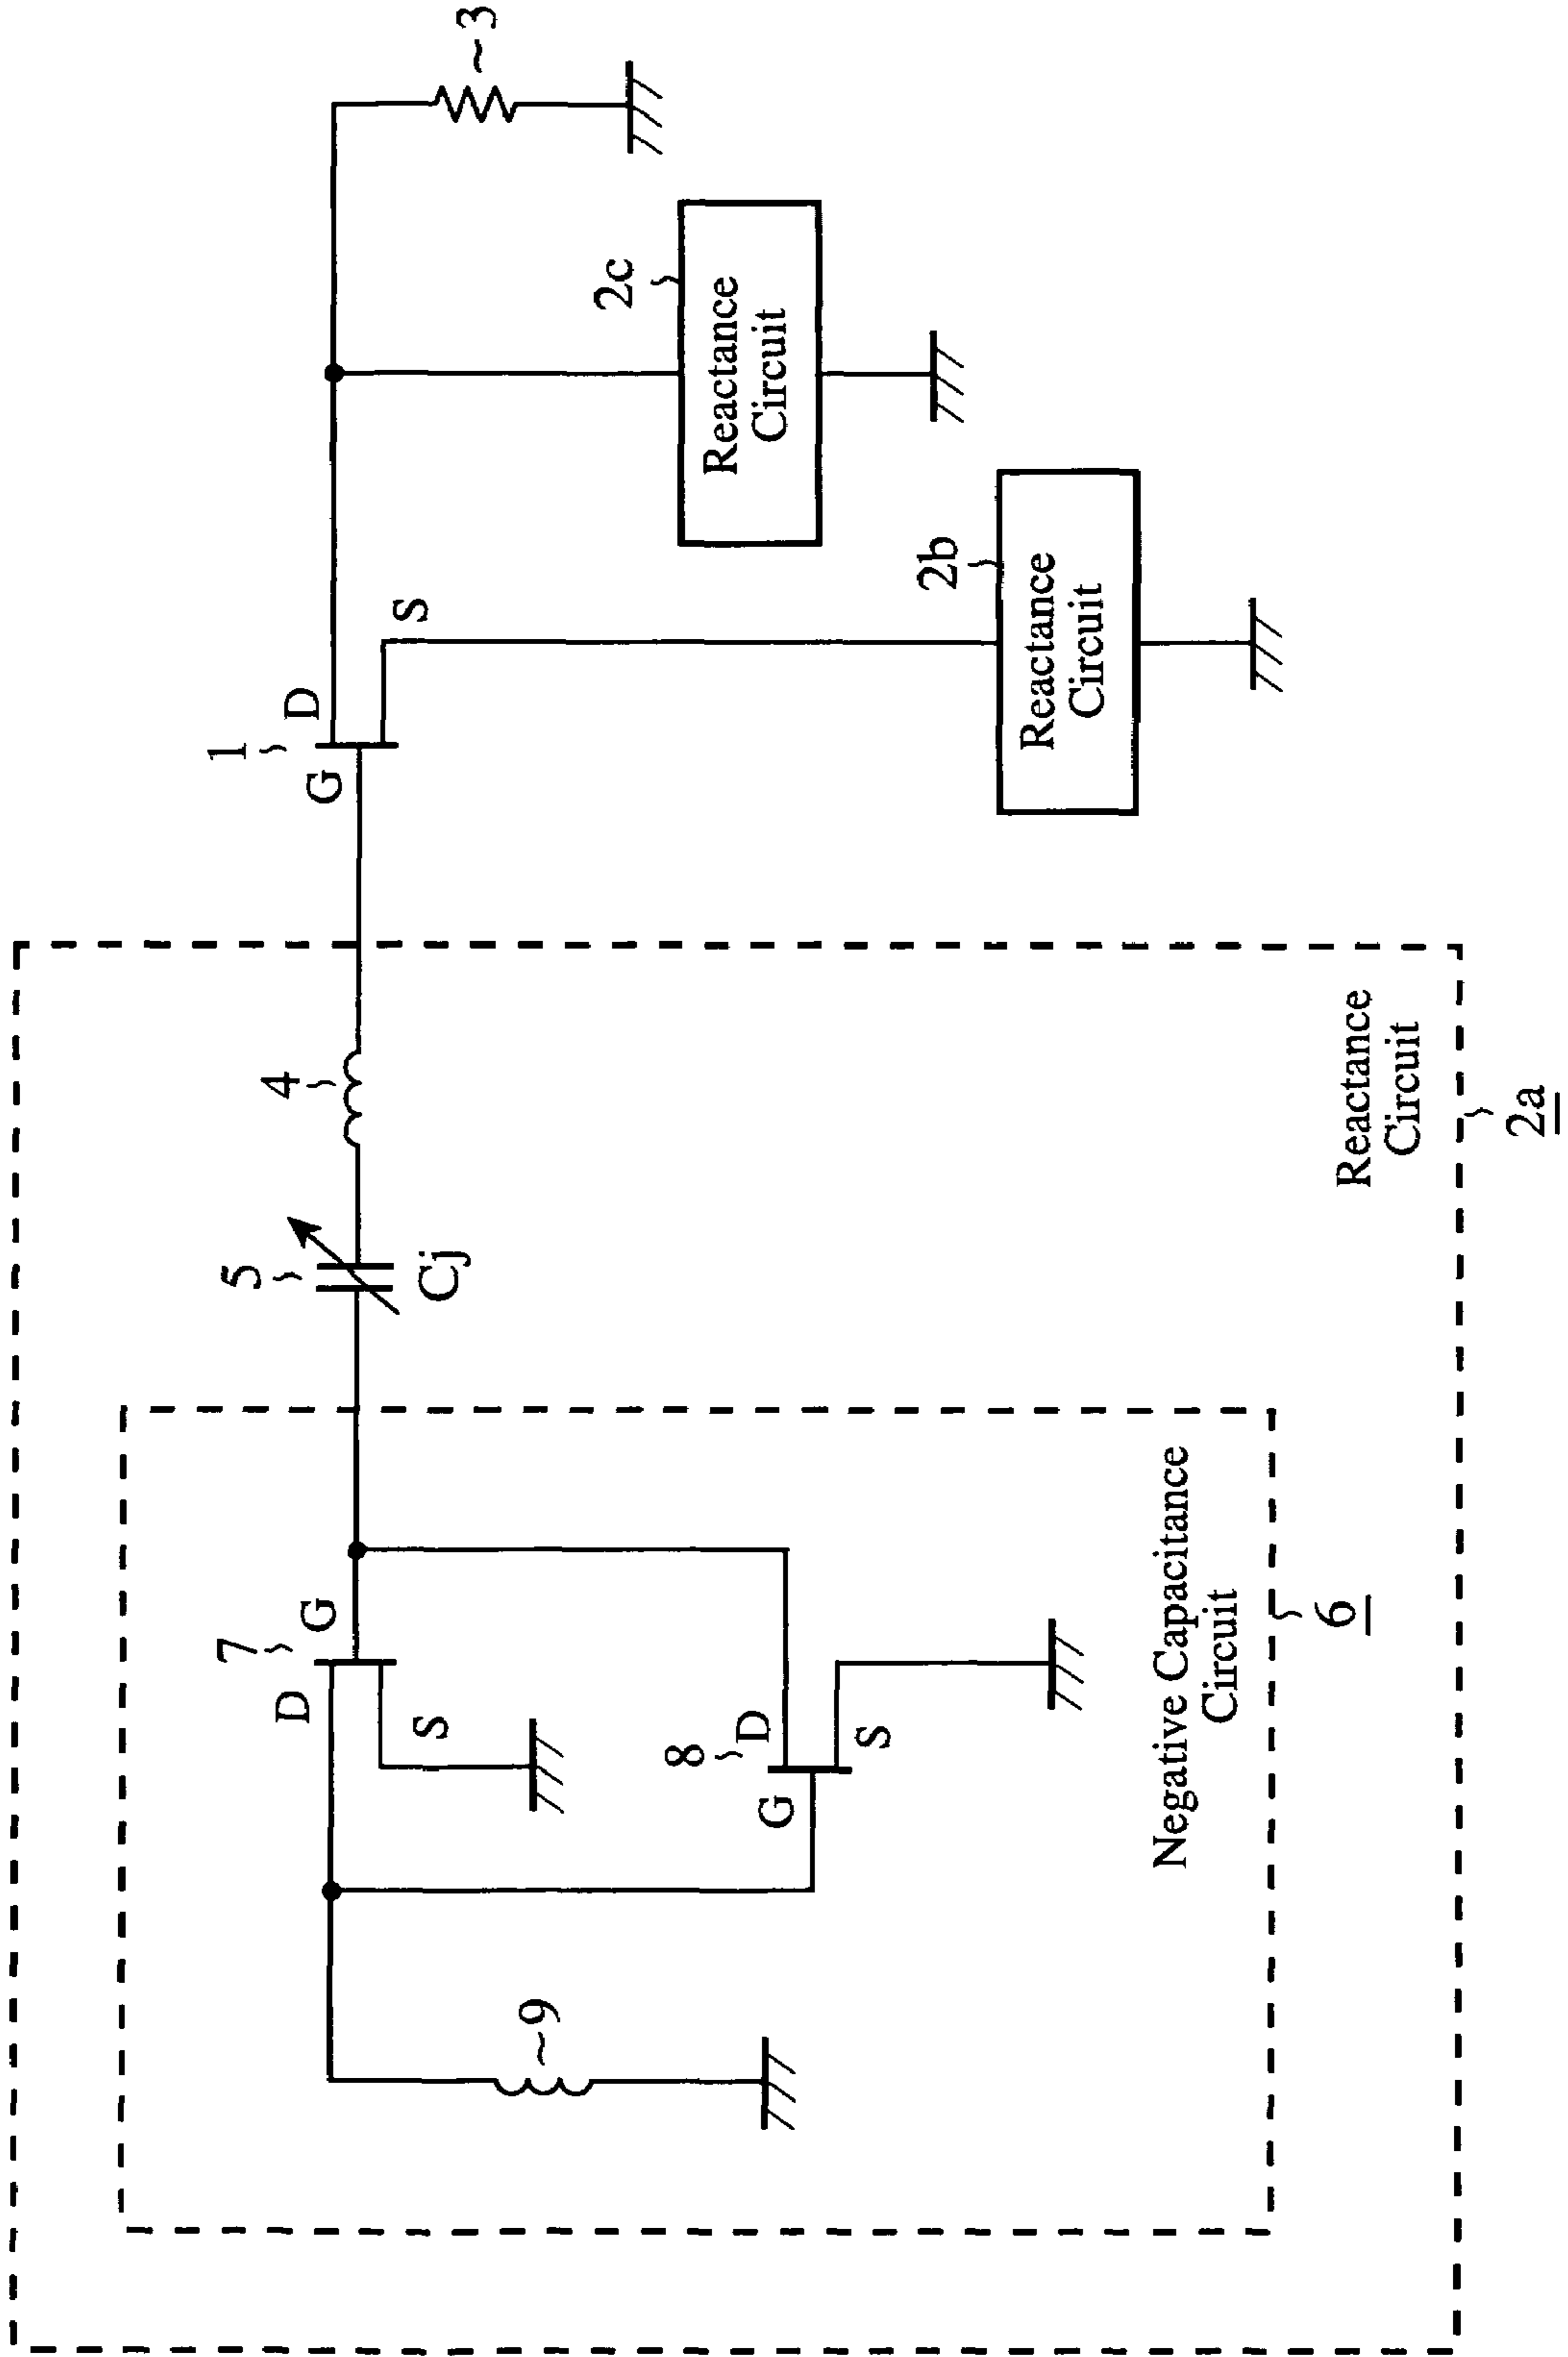 1
D
G
S
~3
2c
Reactance
Circuit
2b
Reactance
Circuit
4
5
Cj
7
D
G
S
8
D
G
S
~9
Negative Capacitance
Circuit
6
Reactance
Circuit
2a